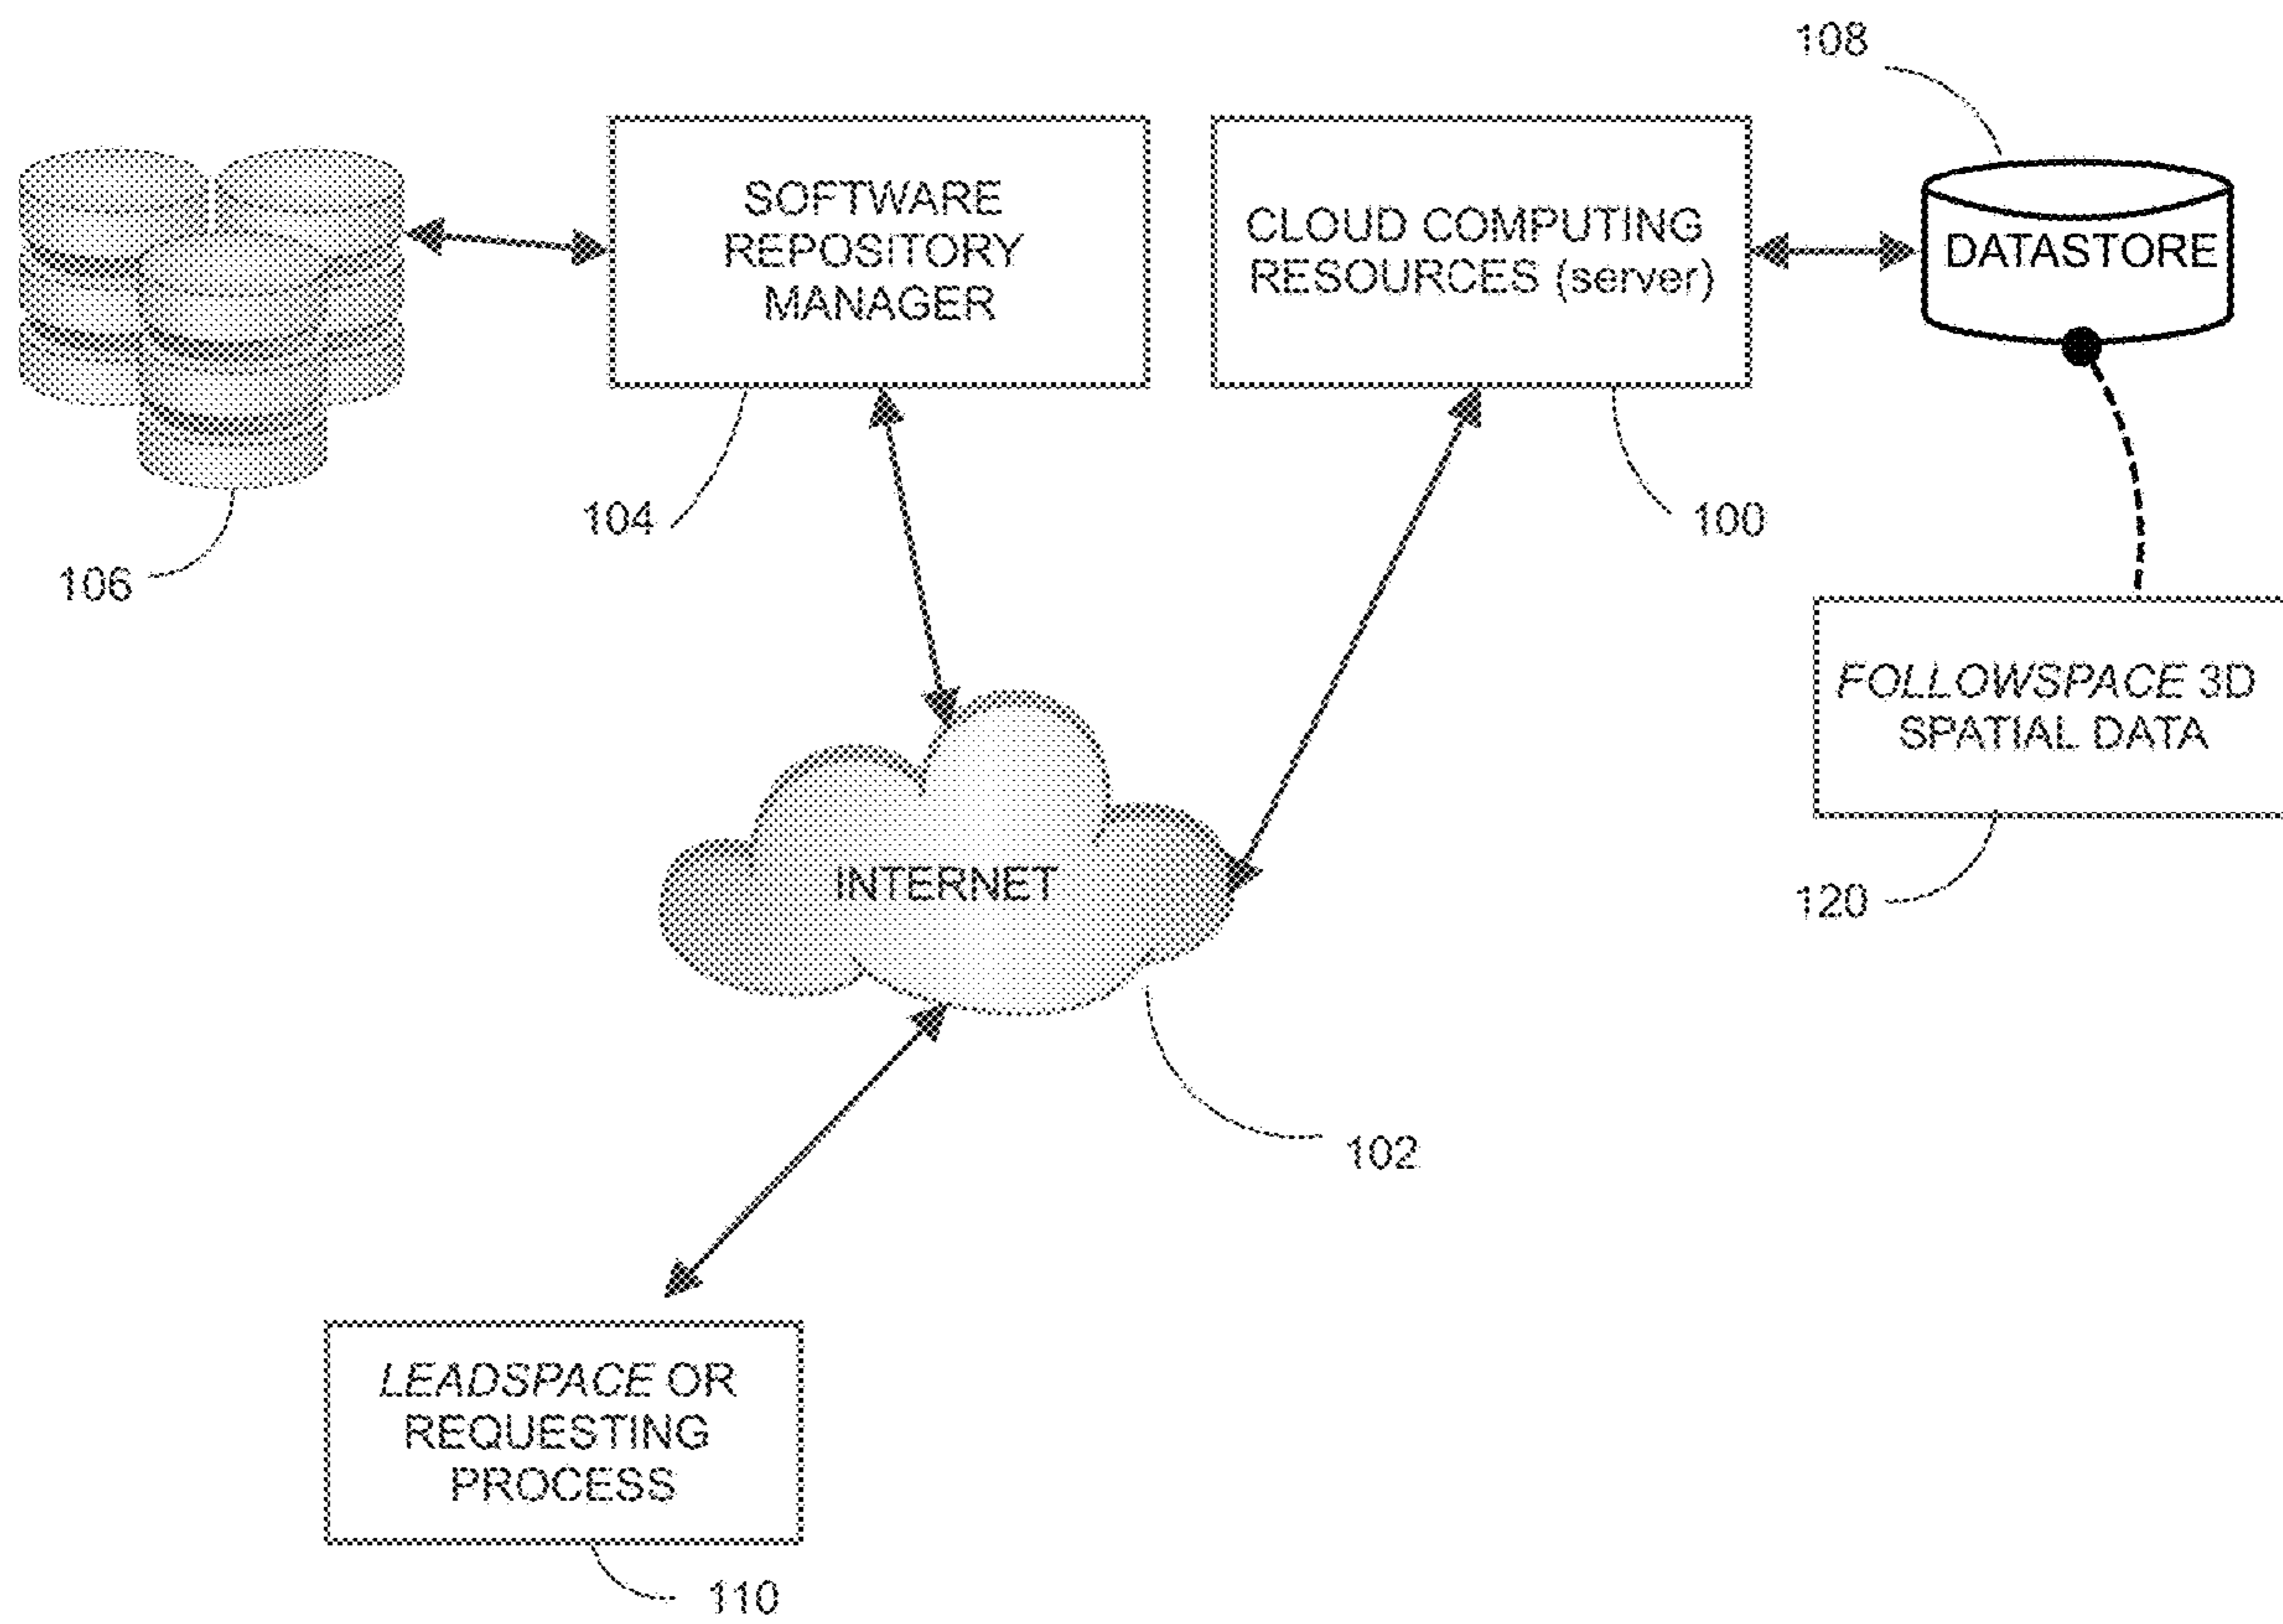 108
SOFTWARE
REPOSITORY
MANAGER
CLOUD COMPUTING
RESOURCES (server)
DATASTORE
104
100
106
FOLLOWSPACE 3D
SPATIAL DATA
INTERNET
120
102
LEADSPACE OR
REQUESTING
PROCESS
110